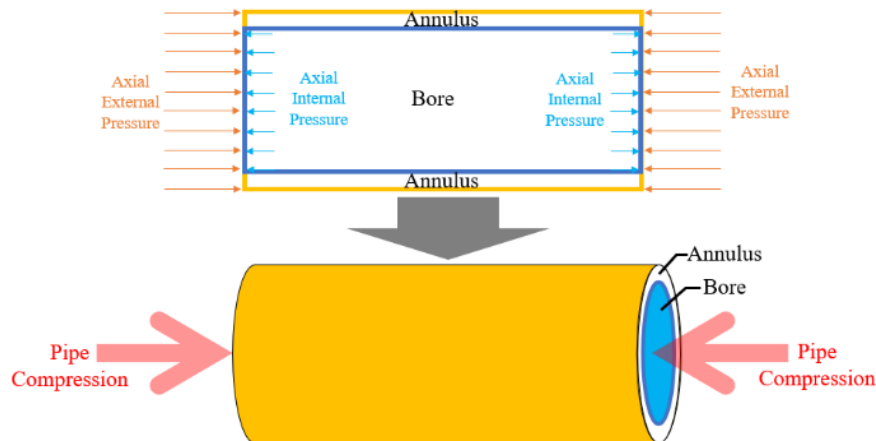 Annulus
Axial
External
Pressure
Axial
Internal
Pressure
Bore
Axial
Internal
Pressure
Axial
External
Pressure
Annulus
Annulus
Bore
Pipe
Compression
Pipe
Compression